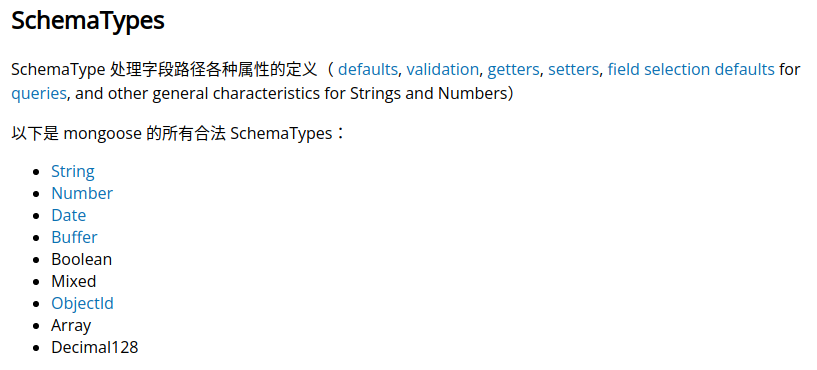 SchemaTypes
SchemaType 处理字段路径各种属性的定义（ defaults, validation, getters, setters, field selection defaults for
queries, and other general characteristics for Strings and Numbers）
以下是 mongoose 的所有合法 SchemaTypes：
String
Number
Date
Buffer
Boolean
Mixed
ObjectId
Array
Decimal128